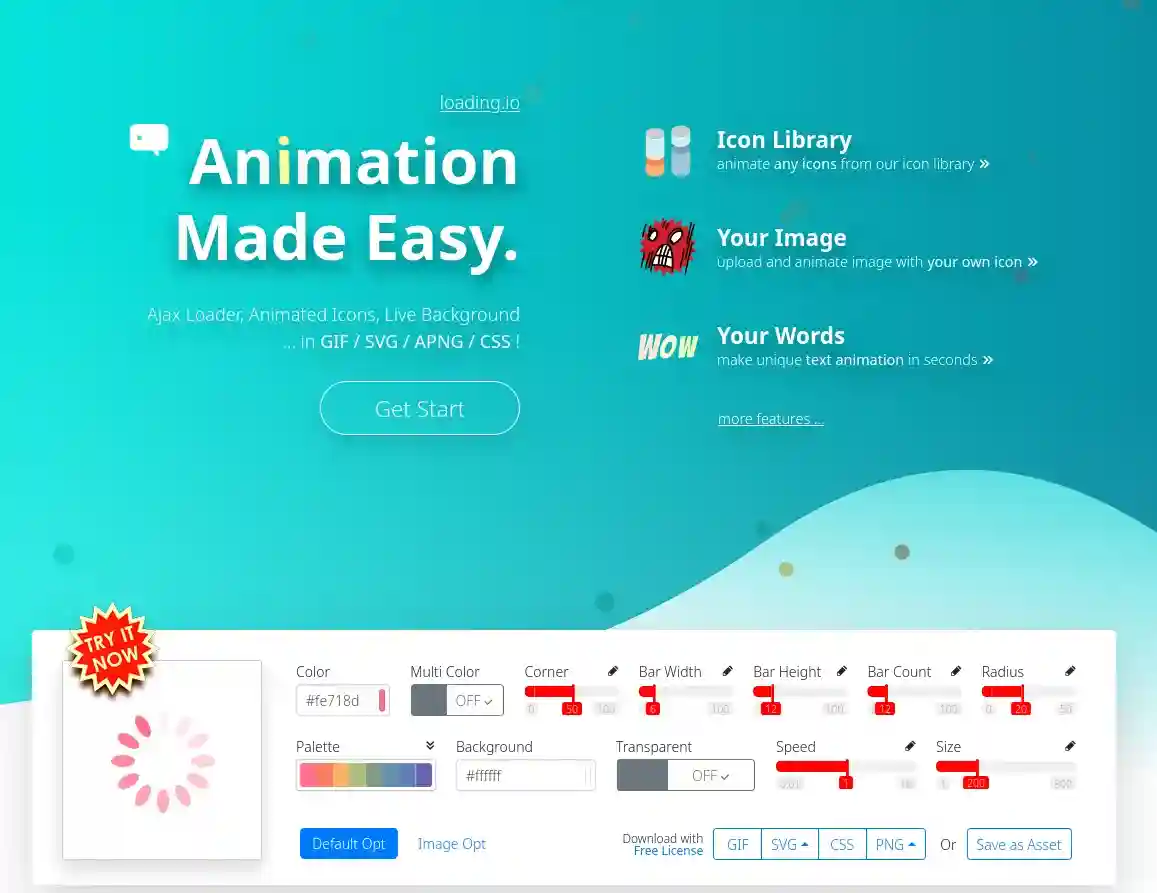 loading.io
Animation
Made Easy.
Ajax Loader, Animated Icons, Live Background
... in GIF / SVG / APNG / CSS !
Get Start
Icon Library
animate any icons from our icon library »
Your Image
upload and animate image with your own icon »
Wow
Your Words
make unique text animation in seconds »
more features ...
TRY IT
NOW
Color
Multi Color
Corner
Bar Width
Bar Height
Bar Count
Radius
#fe718d
OFF
0 50 100
6 100
12 100
12 100
0 20 50
Palette
Background
Transparent
Speed
Size
#ffffff
OFF
0.01 1
1 200 800
Default Opt
Image Opt
Download with
Free License
GIF
SVG
CSS
PNG
Or
Save as Asset